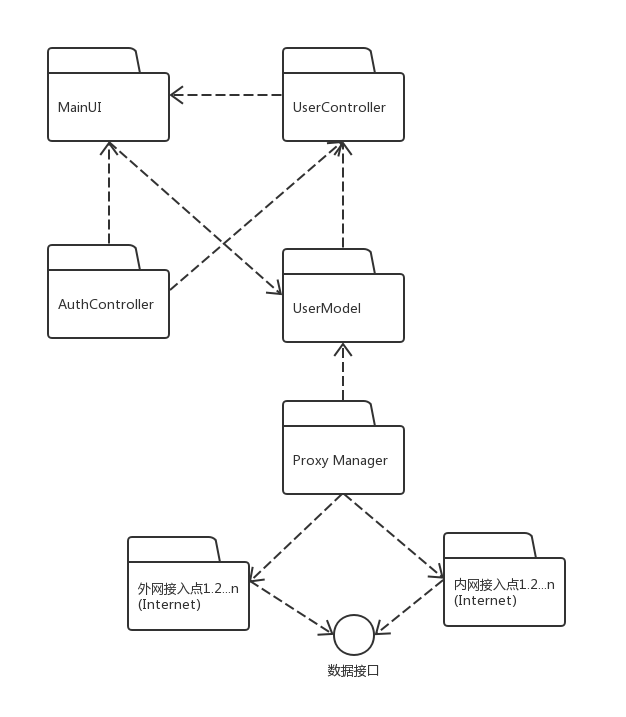 MainUI
UserController
AuthController
UserModel
Proxy Manager
外网接入点1.2...n
(Internet)
内网接入点1.2...n
(Internet)
数据接口